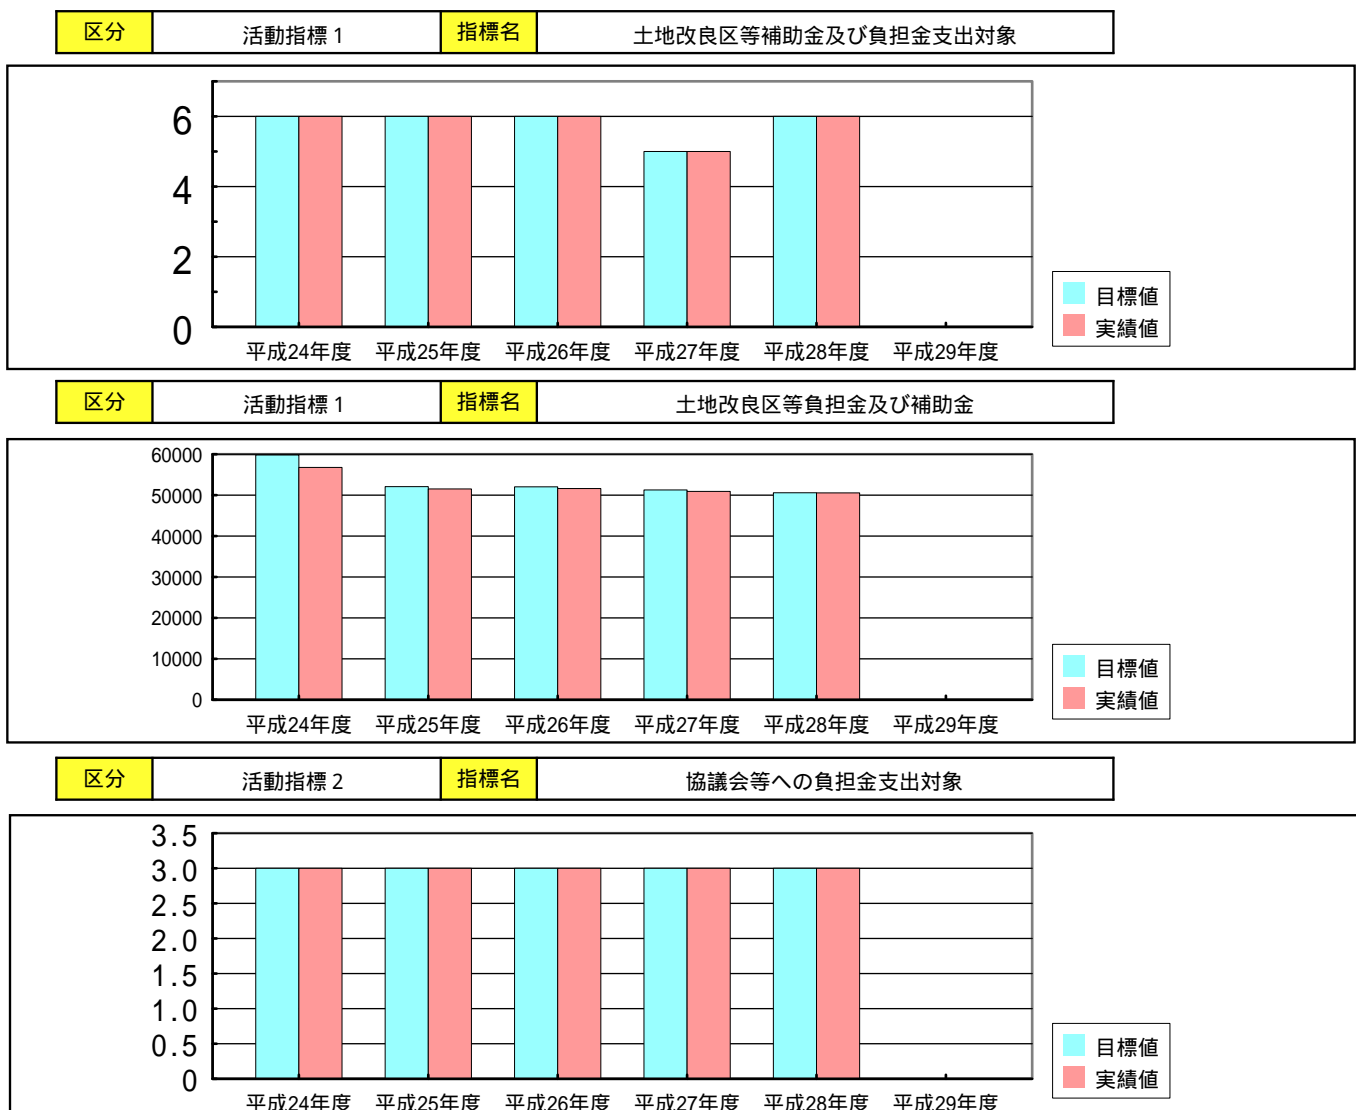 区分 活動指標１ 指標名 土地改良区等補助金及び負担金支出対象
6
4
2
0
平成24年度 平成25年度 平成26年度 平成27年度 平成28年度 平成29年度
目標値
実績値
区分 活動指標１ 指標名 土地改良区等負担金及び補助金
60000
50000
40000
30000
20000
10000
0
平成24年度 平成25年度 平成26年度 平成27年度 平成28年度 平成29年度
目標値
実績値
区分 活動指標２ 指標名 協議会等への負担金支出対象
3.5
3.0
2.5
2.0
1.5
1.0
0.5
0
平成24年度 平成25年度 平成26年度 平成27年度 平成28年度 平成29年度
目標値
実績値